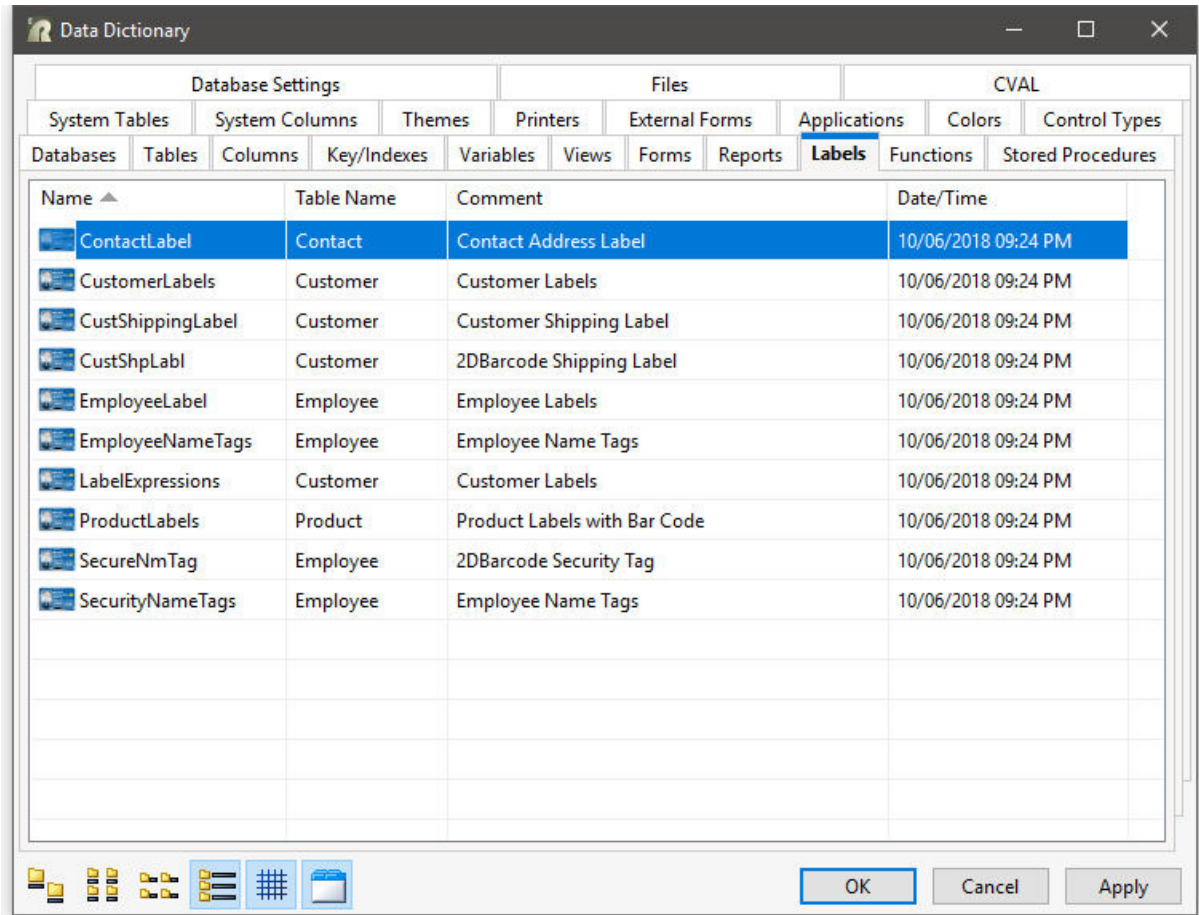 Data Dictionary
Database Settings Files CVAL
System Tables System Columns Themes Printers External Forms Applications Colors Control Types
Databases Tables Columns Key/Indexes Variables Views Forms Reports Labels Functions Stored Procedures
Name Table Name Comment Date/Time
ContactLabel Contact Contact Address Label 10/06/2018 09:24 PM
CustomerLabels Customer Customer Labels 10/06/2018 09:24 PM
CustShippingLabel Customer Customer Shipping Label 10/06/2018 09:24 PM
CustShpLabl Customer 2DBarcode Shipping Label 10/06/2018 09:24 PM
EmployeeLabel Employee Employee Labels 10/06/2018 09:24 PM
EmployeeNameTags Employee Employee Name Tags 10/06/2018 09:24 PM
LabelExpressions Customer Customer Labels 10/06/2018 09:24 PM
ProductLabels Product Product Labels with Bar Code 10/06/2018 09:24 PM
SecureNmTag Employee 2DBarcode Security Tag 10/06/2018 09:24 PM
SecurityNameTags Employee Employee Name Tags 10/06/2018 09:24 PM
OK Cancel Apply